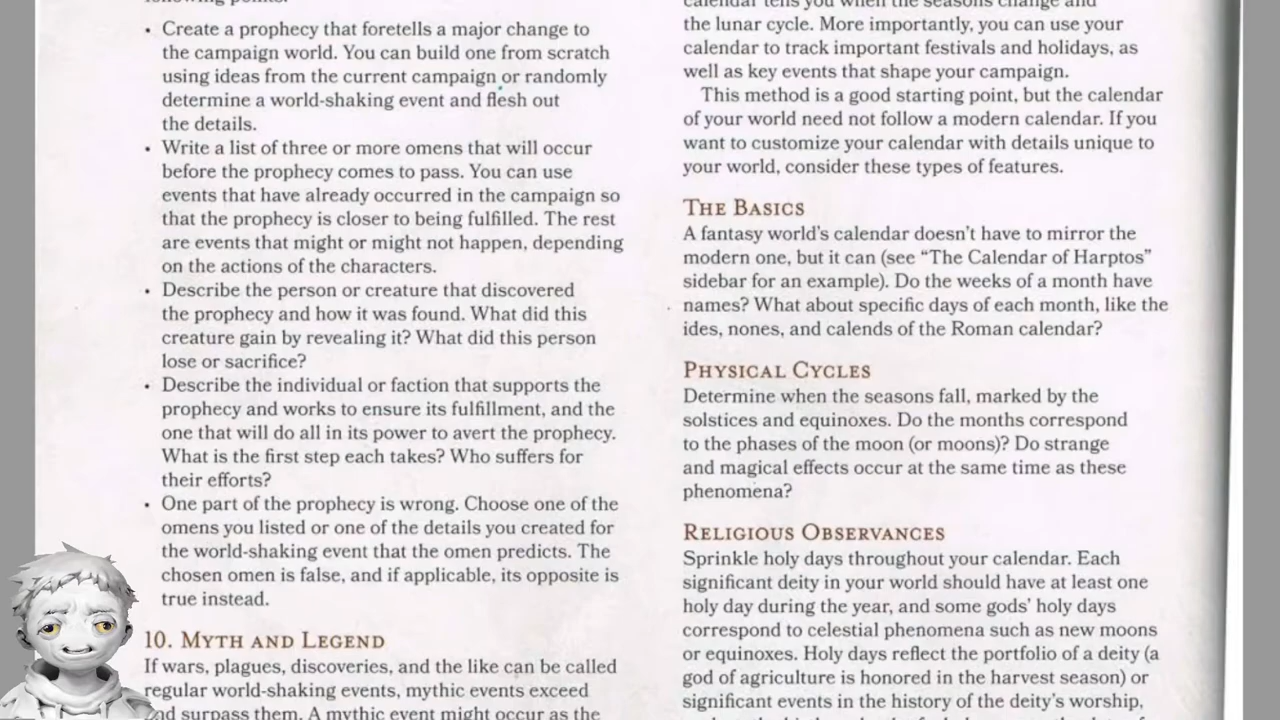 following points.
• Create a prophecy that foretells a major change to
the campaign world. You can build one from scratch
using ideas from the current campaign or randomly
determine a world-shaking event and flesh out
the details.
• Write a list of three or more omens that will occur
before the prophecy comes to pass. You can use
events that have already occurred in the campaign so
that the prophecy is closer to being fulfilled. The rest
are events that might or might not happen, depending
on the actions of the characters.
• Describe the person or creature that discovered
the prophecy and how it was found. What did this
creature gain by revealing it? What did this person
lose or sacrifice?
• Describe the individual or faction that supports the
prophecy and works to ensure its fulfillment, and the
one that will do all in its power to avert the prophecy.
What is the first step each takes? Who suffers for
their efforts?
• One part of the prophecy is wrong. Choose one of the
omens you listed or one of the details you created for
the world-shaking event that the omen predicts. The
chosen omen is false, and if applicable, its opposite is
true instead.
10. Myth and Legend
If wars, plagues, discoveries, and the like can be called
regular world-shaking events, mythic events exceed
and surpass them. A mythic event might occur as the
calendar tells you when the seasons change and
the lunar cycle. More importantly, you can use your
calendar to track important festivals and holidays, as
well as key events that shape your campaign.
This method is a good starting point, but the calendar
of your world need not follow a modern calendar. If you
want to customize your calendar with details unique to
your world, consider these types of features.
The Basics
A fantasy world's calendar doesn't have to mirror the
modern one, but it can (see “The Calendar of Harptos”
sidebar for an example). Do the weeks of a month have
names? What about specific days of each month, like the
ides, nones, and calends of the Roman calendar?
Physical Cycles
Determine when the seasons fall, marked by the
solstices and equinoxes. Do the months correspond
to the phases of the moon (or moons)? Do strange
and magical effects occur at the same time as these
phenomena?
Religious Observances
Sprinkle holy days throughout your calendar. Each
significant deity in your world should have at least one
holy day during the year, and some gods' holy days
correspond to celestial phenomena such as new moons
or equinoxes. Holy days reflect the portfolio of a deity (a
god of agriculture is honored in the harvest season) or
significant events in the history of the deity's worship,